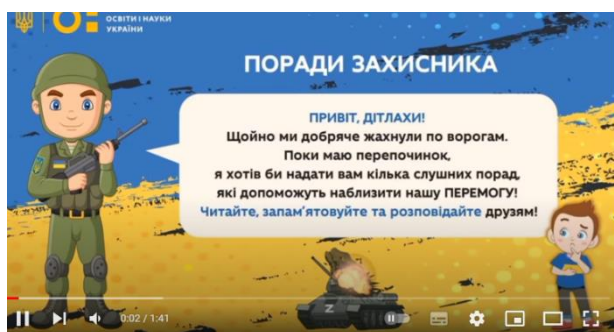 ОСВІТИ І НАУКИ
УКРАЇНИ
ПОРАДИ ЗАХИСНИКА
ПРИВІТ, ДІТЛАХИ!
Щойно ми добряче жахнули по ворогам.
Поки маю перепочинок,
я хотів би надати вам кілька слушних порад,
які допоможуть наблизити нашу ПЕРЕМОГУ!
Читайте, запам'ятовуйте та розповідайте друзям!
Z
0:02 / 1:41